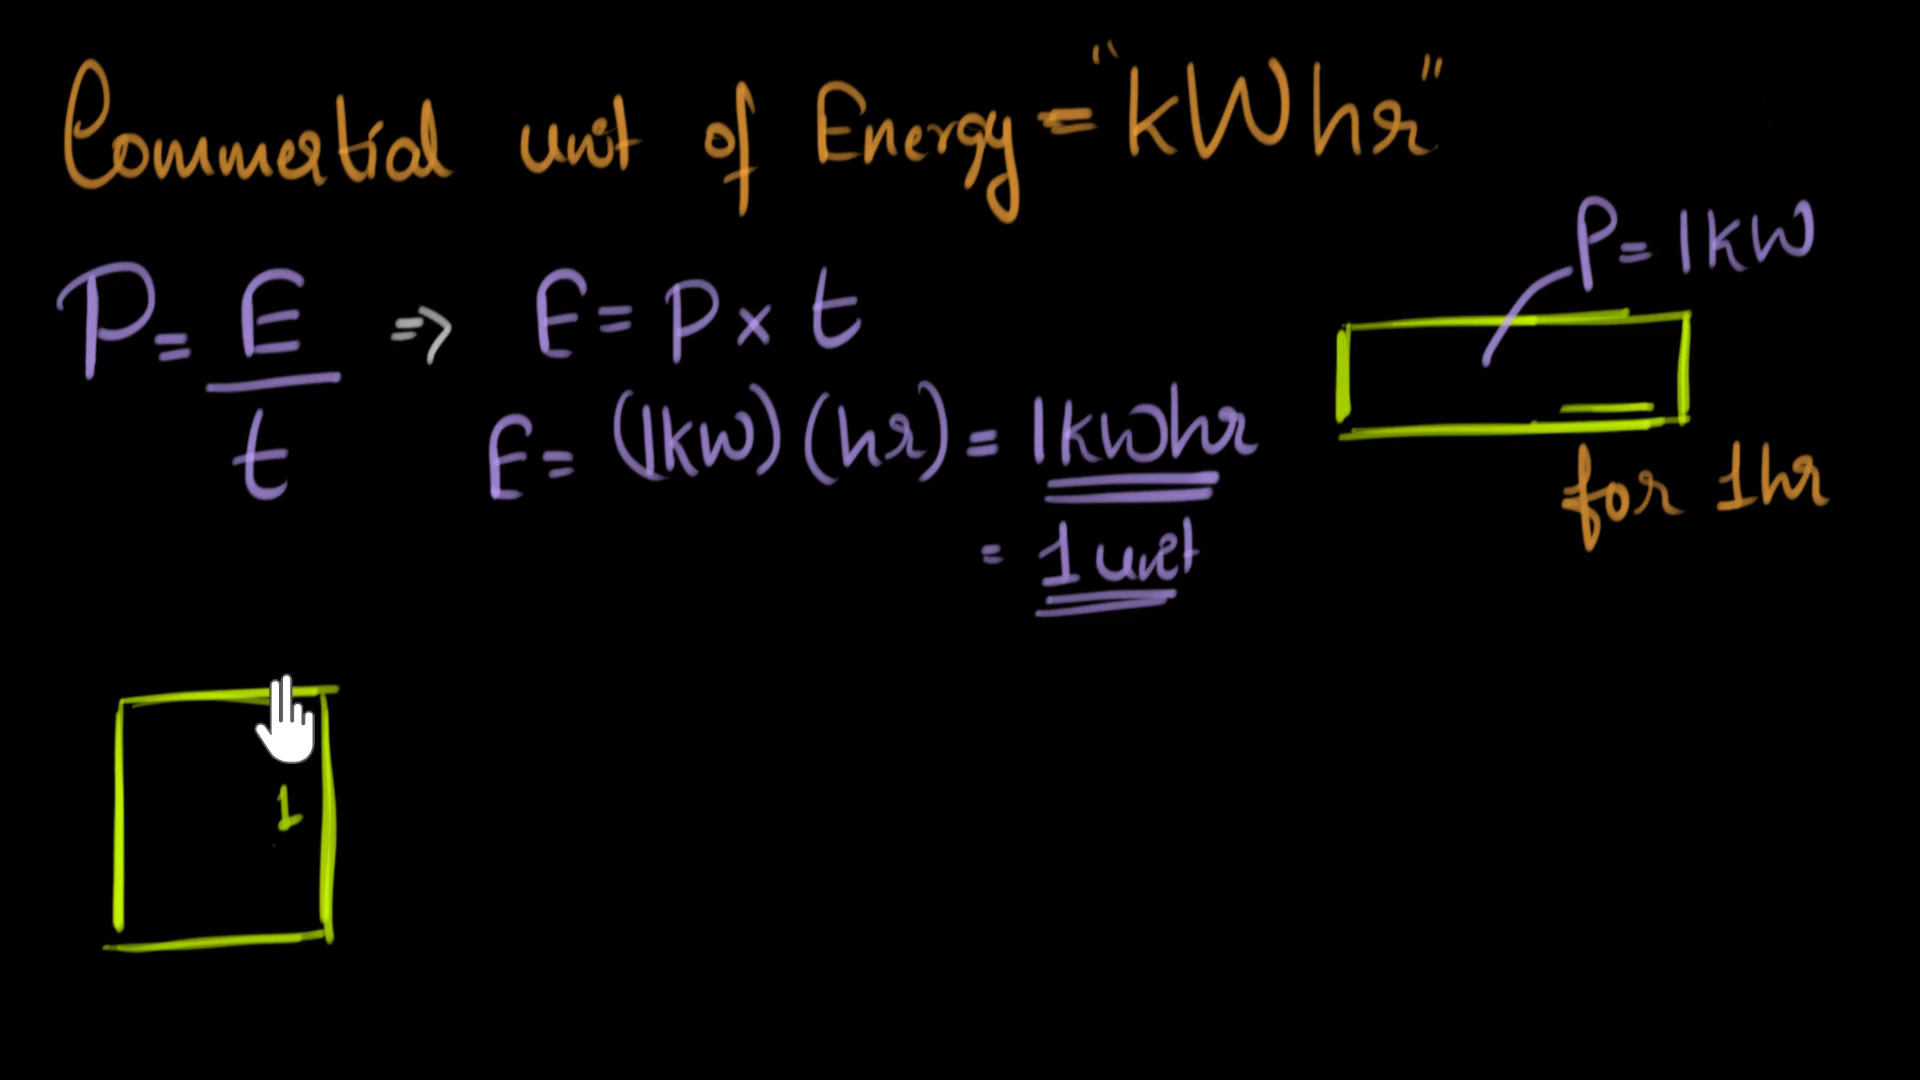 Commertial unit of Energy = "kWhr"
P = E/t ⇒ E = P x t
P = 1kW
E = (1kW) (hr) = 1kWhr
for 1hr
= 1 unit
1